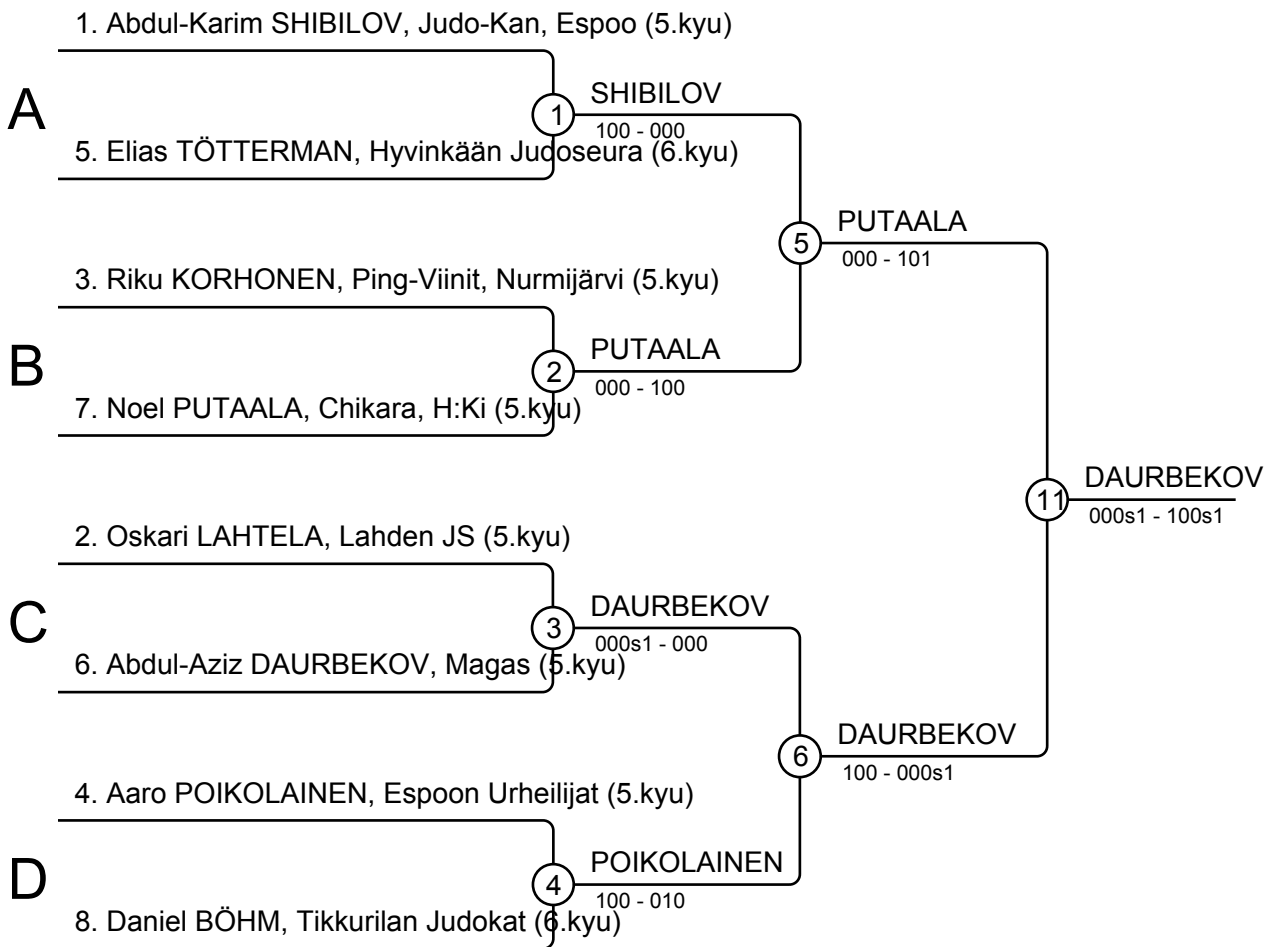 1. Abdul-Karim SHIBILOV, Judo-Kan, Espoo (5.kyu)
A
1
SHIBILOV
100 - 000
5. Elias TÖTTERMAN, Hyvinkään Judoseura (6.kyu)
5
PUTAALA
000 - 101
3. Riku KORHONEN, Ping-Viinit, Nurmijärvi (5.kyu)
B
2
PUTAALA
000 - 100
7. Noel PUTAALA, Chikara, H:Ki (5.kyu)
11
DAURBEKOV
000s1 - 100s1
2. Oskari LAHTELA, Lahden JS (5.kyu)
C
3
DAURBEKOV
000s1 - 000
6. Abdul-Aziz DAURBEKOV, Magas (5.kyu)
6
DAURBEKOV
100 - 000s1
4. Aaro POIKOLAINEN, Espoon Urheilijat (5.kyu)
D
4
POIKOLAINEN
100 - 010
8. Daniel BÖHM, Tikkurilan Judokat (6.kyu)